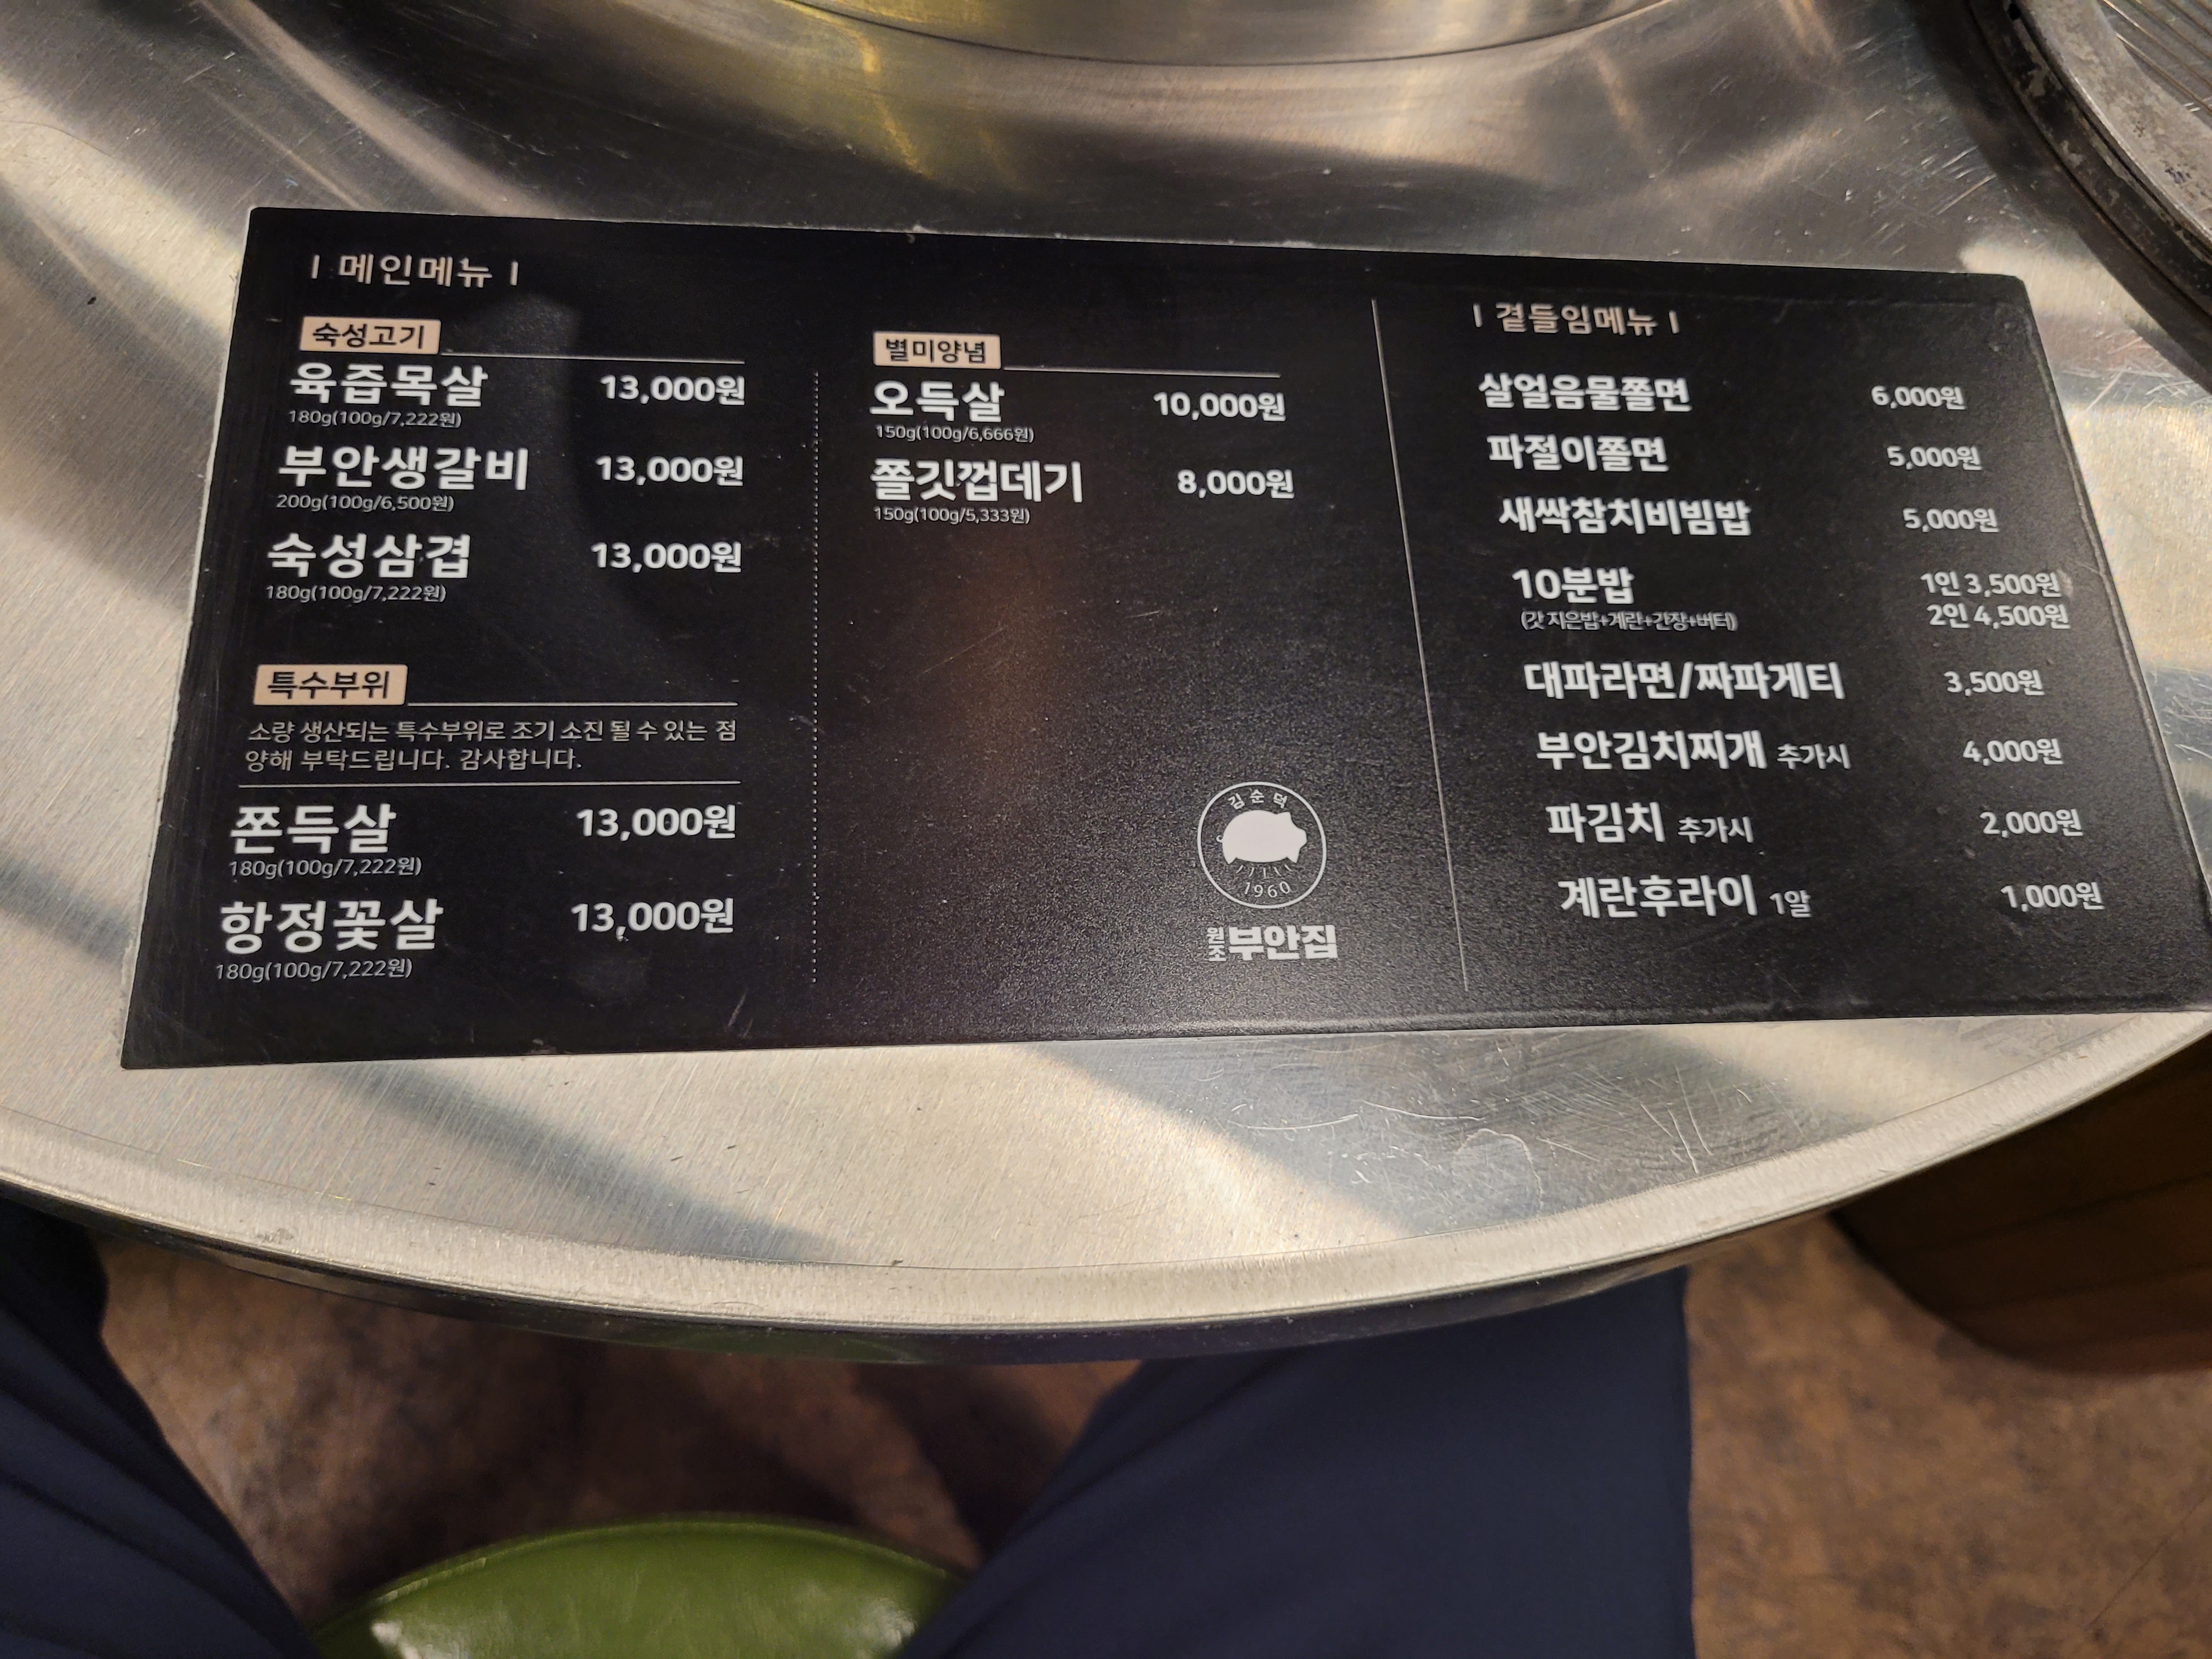 ㅣ메인메뉴ㅣ
숙성고기
육즙목살 13,000원
180g(100g/7,222원)
부안생갈비 13,000원
200g(100g/6,500원)
숙성삼겹 13,000원
180g(100g/7,222원)
특수부위
소량 생산되는 특수부위로 조기 소진 될 수 있는 점
양해 부탁드립니다. 감사합니다.
쫀득살 13,000원
180g(100g/7,222원)
항정꽃살 13,000원
180g(100g/7,222원)
별미양념
오득살 10,000원
150g(100g/6,666원)
쫄깃껍데기 8,000원
150g(100g/5,333원)
김순덕
1960
원조 부안집
ㅣ곁들임메뉴ㅣ
살얼음물쫄면 6,000원
파절이쫄면 5,000원
새싹참치비빔밥 5,000원
10분밥 1인 3,500원
(갓 지은밥+계란+간장+버터) 2인 4,500원
대파라면/짜파게티 3,500원
부안김치찌개 추가시 4,000원
파김치 추가시 2,000원
계란후라이 1알 1,000원